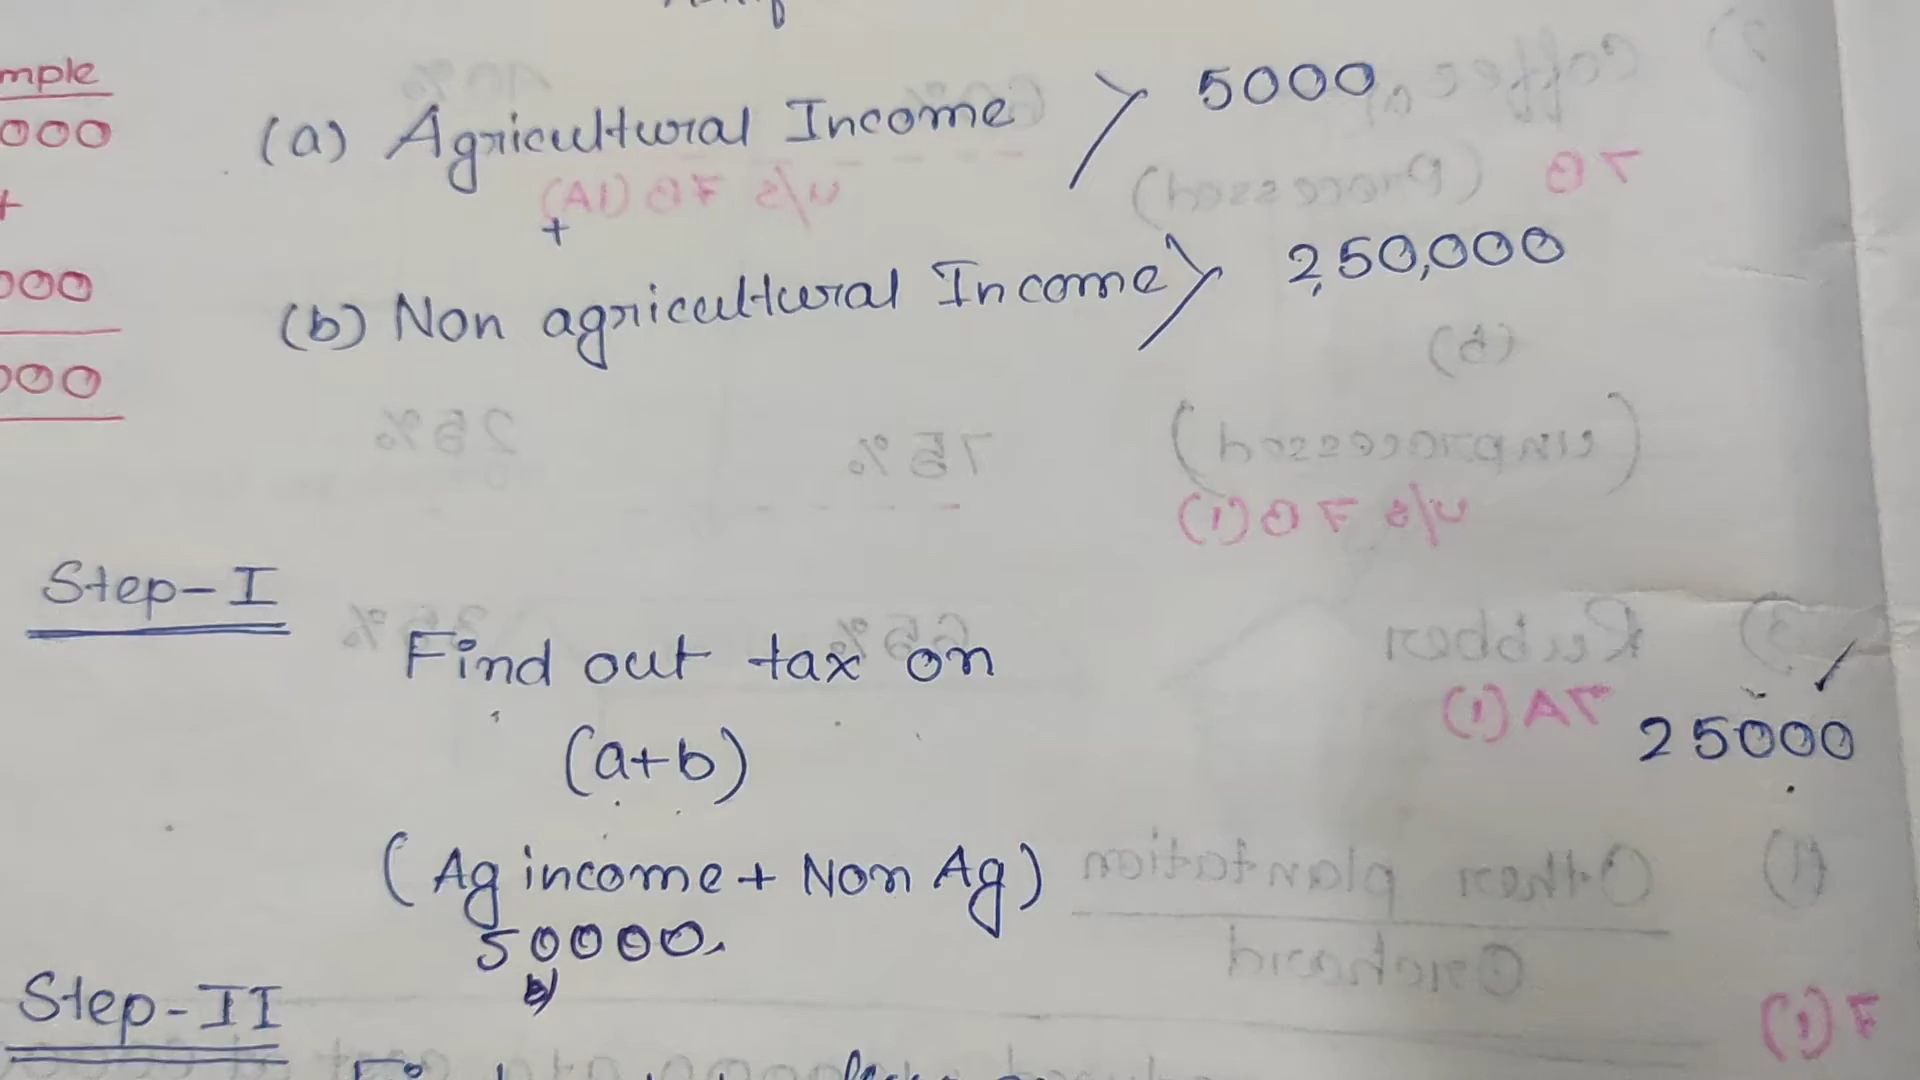 mple
000
+
000
000
(a) Agricultural Income > 5000
+
(b) Non agricultural Income > 2,50,000
Step-I
Find out tax on
(a+b)
25000
(Ag income + Non Ag)
50000
Step-II